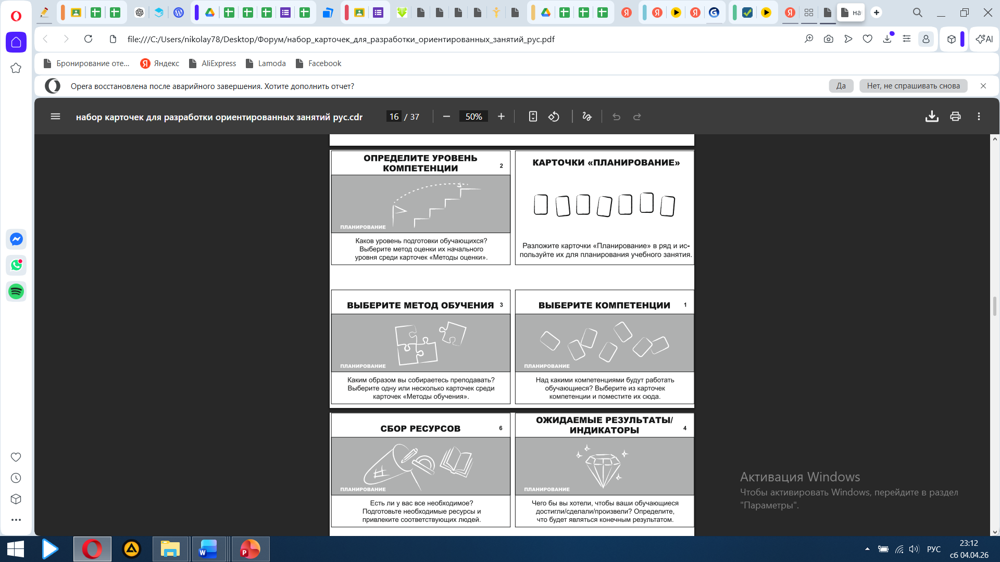 на
file:///C:/Users/nikolay78/Desktop/Форум/набор_карточек_для_разработки_ориентированных_занятий_рус.pdf
AI
Бронирование оте...
Яндекс
AliExpress
Lamoda
Facebook
Opera восстановлена после аварийного завершения. Хотите дополнить отчет?
Да
Нет, не спрашивать снова
набор карточек для разработки ориентированных занятий рус.cdr
16 / 37
50%
ОПРЕДЕЛИТЕ УРОВЕНЬ
КОМПЕТЕНЦИИ
2
ПЛАНИРОВАНИЕ
Каков уровень подготовки обучающихся?
Выберите метод оценки их начального
уровня среди карточек «Методы оценки».
КАРТОЧКИ «ПЛАНИРОВАНИЕ»
Разложите карточки «Планирование» в ряд и ис-
пользуйте их для планирования учебного занятия.
ВЫБЕРИТЕ МЕТОД ОБУЧЕНИЯ
3
ПЛАНИРОВАНИЕ
Каким образом вы собираетесь преподавать?
Выберите одну или несколько карточек среди
карточек «Методы обучения».
ВЫБЕРИТЕ КОМПЕТЕНЦИИ
1
ПЛАНИРОВАНИЕ
Над какими компетенциями будут работать
обучающиеся? Выберите из карточек
компетенции и поместите их сюда.
СБОР РЕСУРСОВ
6
ПЛАНИРОВАНИЕ
Есть ли у вас все необходимое?
Подготовьте необходимые ресурсы и
привлеките соответствующих людей.
ОЖИДАЕМЫЕ РЕЗУЛЬТАТЫ/
ИНДИКАТОРЫ
4
ПЛАНИРОВАНИЕ
Чего бы вы хотели, чтобы ваши обучающиеся
достигли/сделали/произвели? Определите,
что будет являться конечным результатом.
Активация Windows
Чтобы активировать Windows, перейдите в раздел
"Параметры".
РУС
23:12
сб 04.04.26